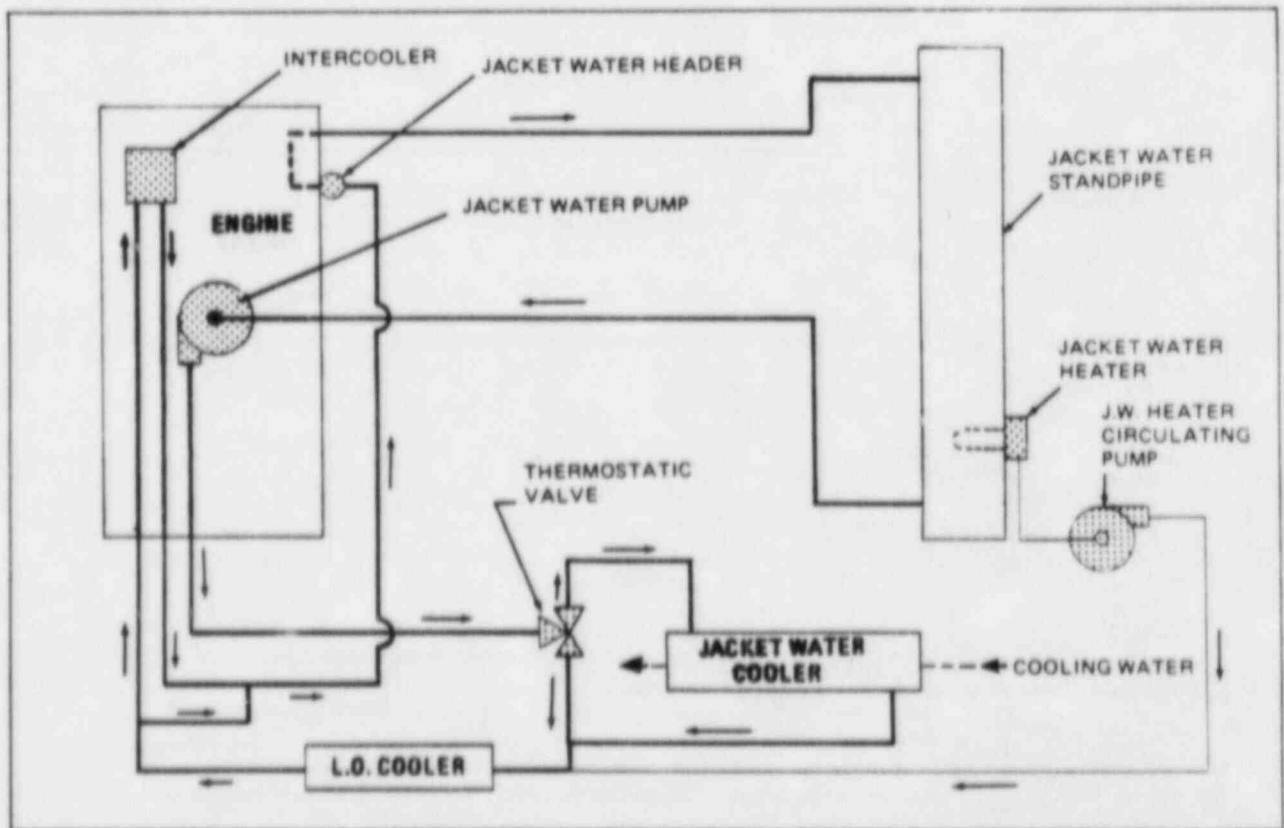 INTERCOOLER
JACKET WATER HEADER
JACKET WATER
STANDPIPE
ENGINE
JACKET WATER PUMP
JACKET WATER
HEATER
J.W. HEATER
CIRCULATING
PUMP
THERMOSTATIC
VALVE
JACKET WATER
COOLER
COOLING WATER
L.O. COOLER